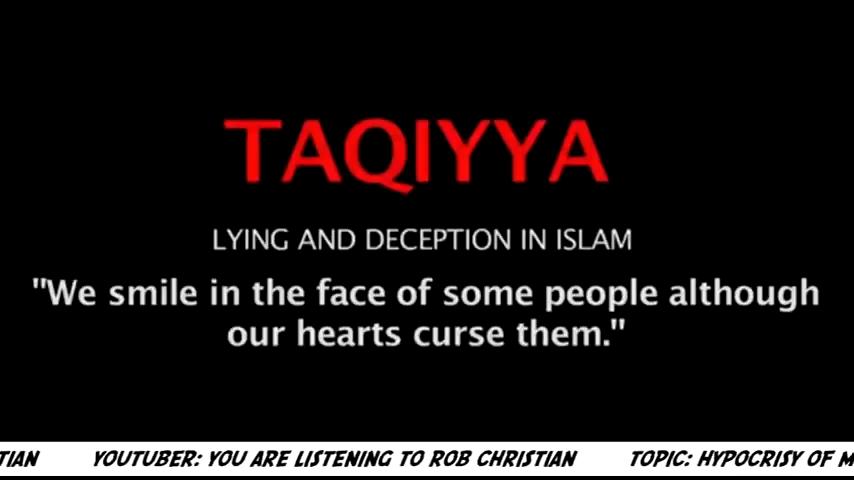 TAQIYYA
LYING AND DECEPTION IN ISLAM
"We smile in the face of some people although
our hearts curse them."
TIAN YOUTUBER: YOU ARE LISTENING TO ROB CHRISTIAN TOPIC: HYPOCRISY OF M